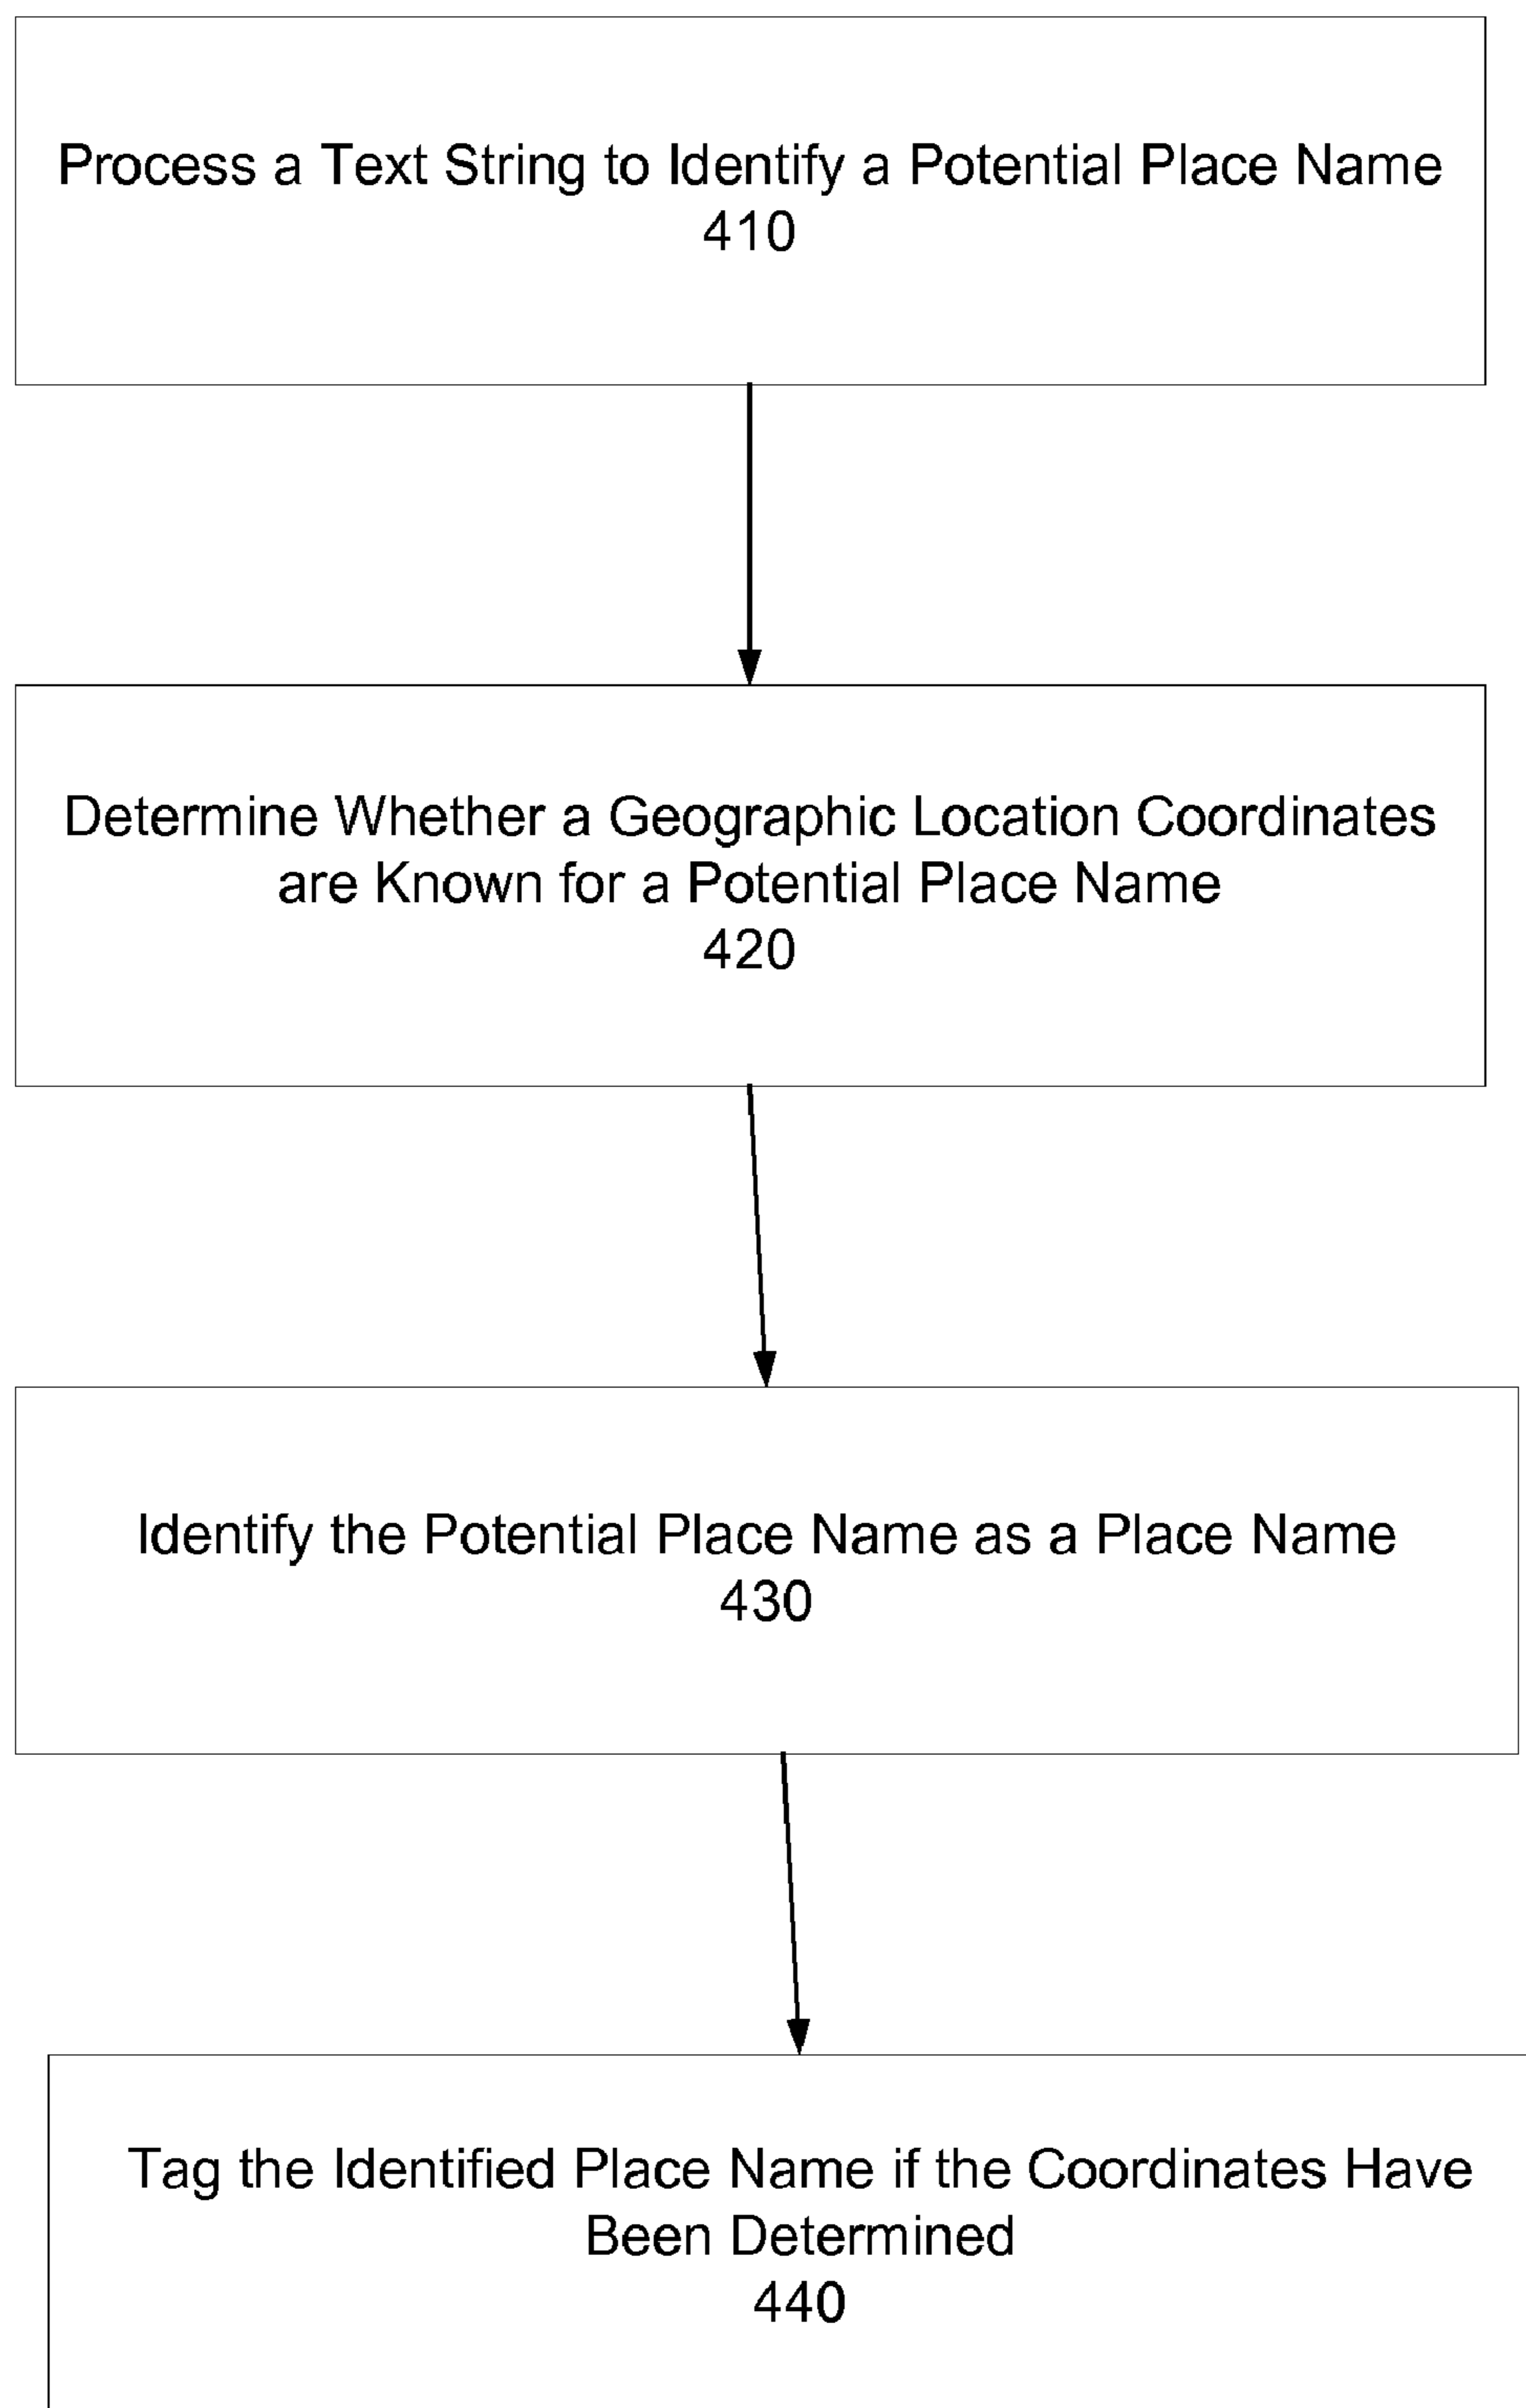 Process a Text String to Identify a Potential Place Name
410
Determine Whether a Geographic Location Coordinates
are Known for a Potential Place Name
420
Identify the Potential Place Name as a Place Name
430
Tag the Identified Place Name if the Coordinates Have
Been Determined
440